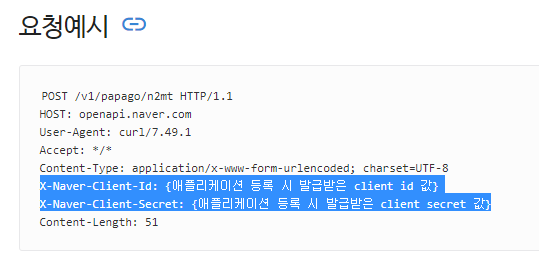 요청예시
POST /v1/papago/n2mt HTTP/1.1
HOST: openapi.naver.com
User-Agent: curl/7.49.1
Accept: */*
Content-Type: application/x-www-form-urlencoded; charset=UTF-8
X-Naver-Client-Id: {애플리케이션 등록 시 발급받은 client id 값}
X-Naver-Client-Secret: {애플리케이션 등록 시 발급받은 client secret 값}
Content-Length: 51